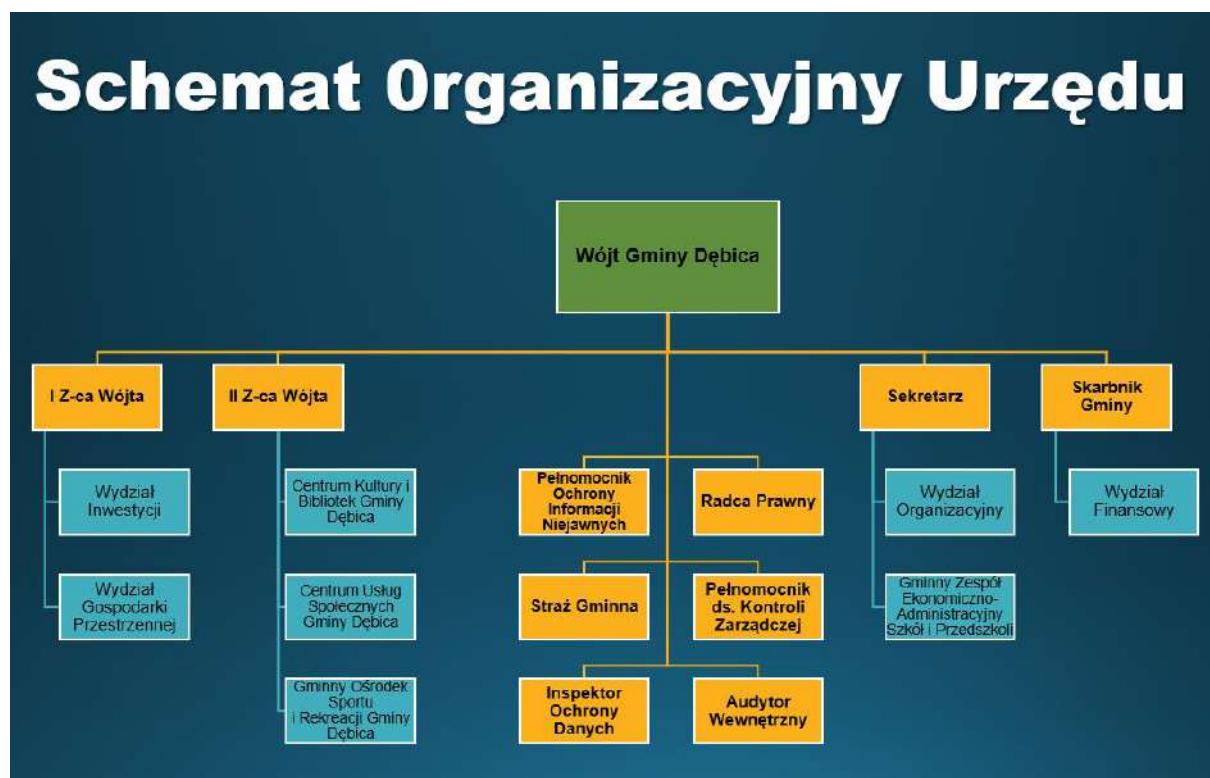 Schemat 0rganizacyjny Urzędu
Wójt Gminy Dębica
I Z-ca Wójta
II Z-ca Wójta
Sekretarz
Skarbnik
Gminy
Wydział
Inwestycji
Wydział
Gospodarki
Przestrzennej
Centrum Kultury i
Bibliotek Gminy
Dębica
Centrum Usług
Społecznych
Gminy Dębica
Gminny Ośrodek
Sportu
i Rekreacji Gminy
Dębica
Pełnomocnik
Ochrony
Informacji
Niejawnych
Radca Prawny
Straż Gminna
Pełnomocnik
ds. Kontroli
Zarządczej
Inspektor
Ochrony
Danych
Audytor
Wewnętrzny
Wydział
Organizacyjny
Gminny Zespół
Ekonomiczno-
Administracyjny
Szkół i Przedszkoli
Wydział
Finansowy